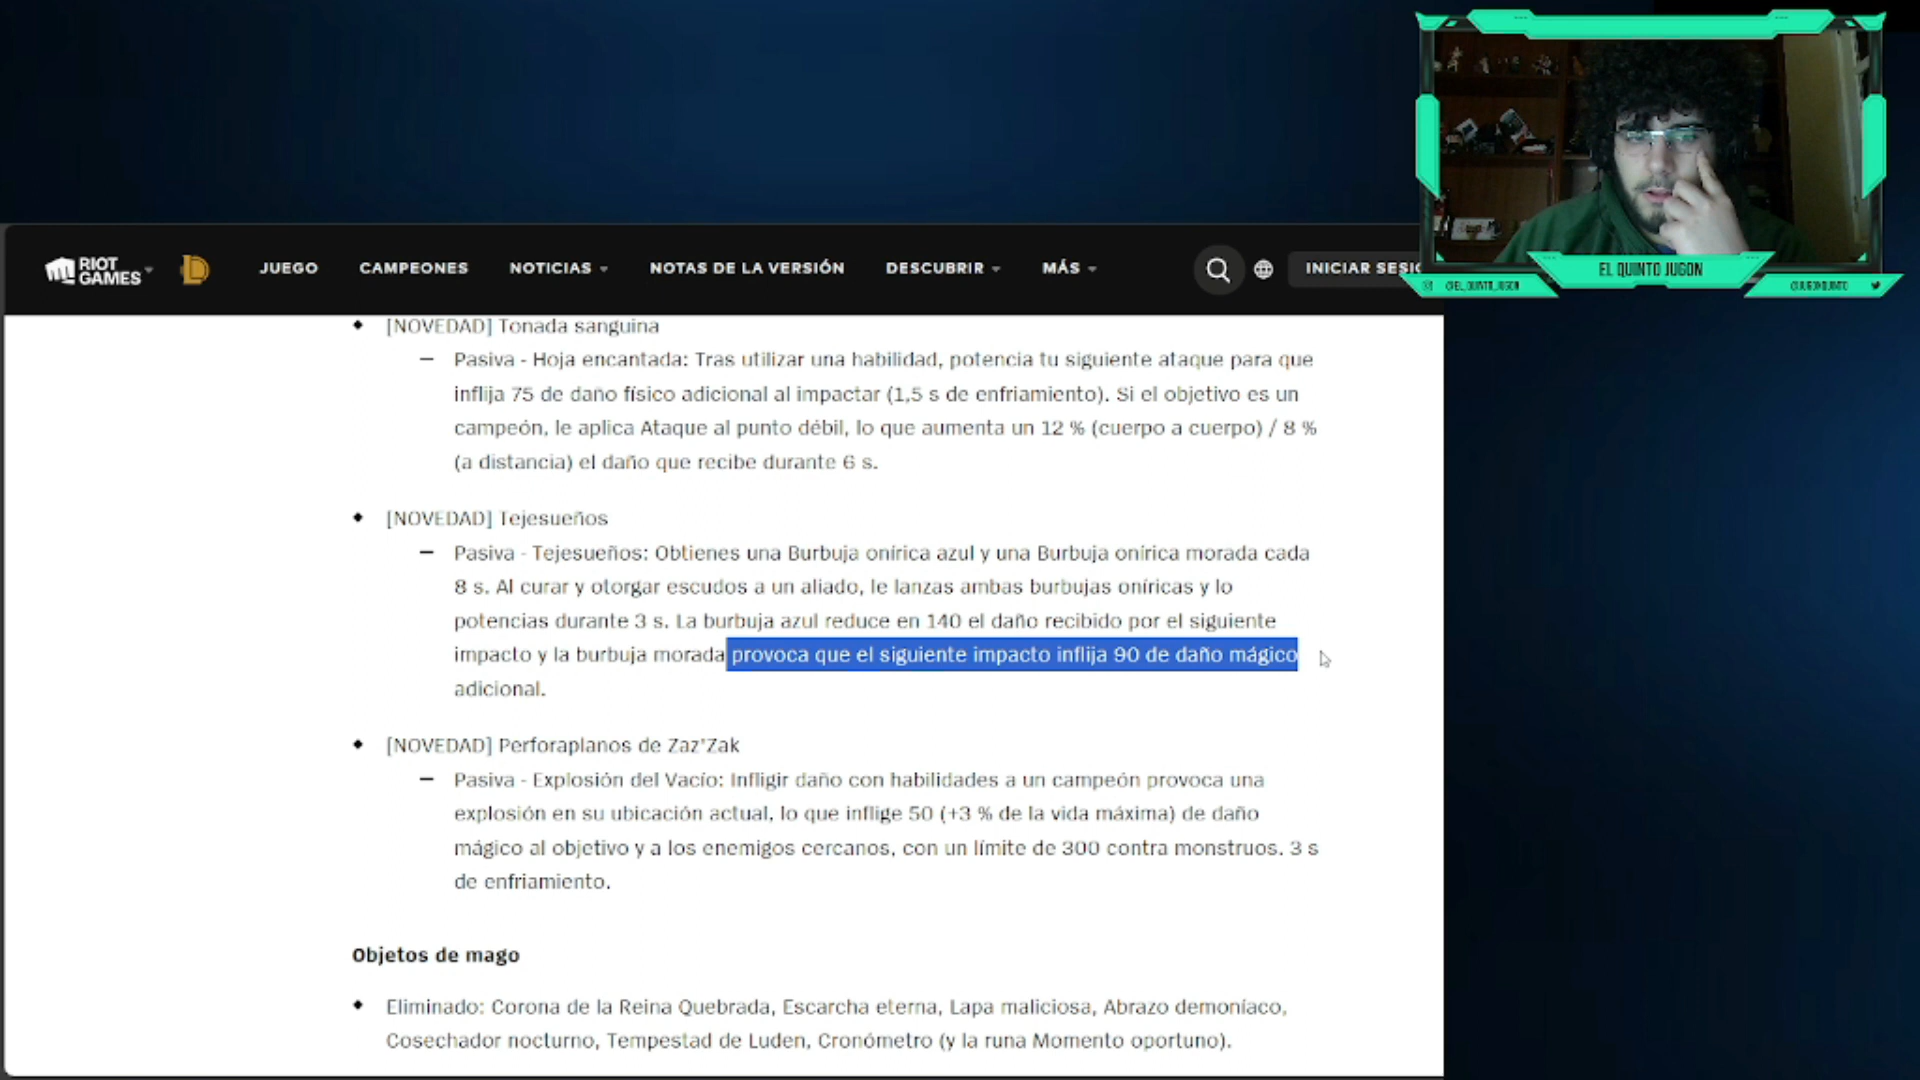 RIOT
GAMES
JUEGO
CAMPEONES
NOTICIAS
NOTAS DE LA VERSIÓN
DESCUBRIR
MÁS
INICIAR SESIC
EL QUINTO JUGON
@EL_QUINTO_JUGON
@JUGONQUINTO
[NOVEDAD] Tonada sanguina
Pasiva - Hoja encantada: Tras utilizar una habilidad, potencia tu siguiente ataque para que
inflija 75 de daño físico adicional al impactar (1,5 s de enfriamiento). Si el objetivo es un
campeón, le aplica Ataque al punto débil, lo que aumenta un 12 % (cuerpo a cuerpo) / 8 %
(a distancia) el daño que recibe durante 6 s.
[NOVEDAD] Tejesueños
Pasiva - Tejesueños: Obtienes una Burbuja onírica azul y una Burbuja onírica morada cada
8 s. Al curar y otorgar escudos a un aliado, le lanzas ambas burbujas oníricas y lo
potencias durante 3 s. La burbuja azul reduce en 140 el daño recibido por el siguiente
impacto y la burbuja morada provoca que el siguiente impacto inflija 90 de daño mágico
adicional.
[NOVEDAD] Perforaplanos de Zaz'Zak
Pasiva - Explosión del Vacío: Infligir daño con habilidades a un campeón provoca una
explosión en su ubicación actual, lo que inflige 50 (+3 % de la vida máxima) de daño
mágico al objetivo y a los enemigos cercanos, con un límite de 300 contra monstruos. 3 s
de enfriamiento.
Objetos de mago
Eliminado: Corona de la Reina Quebrada, Escarcha eterna, Lapa maliciosa, Abrazo demoníaco,
Cosechador nocturno, Tempestad de Luden, Cronómetro (y la runa Momento oportuno).